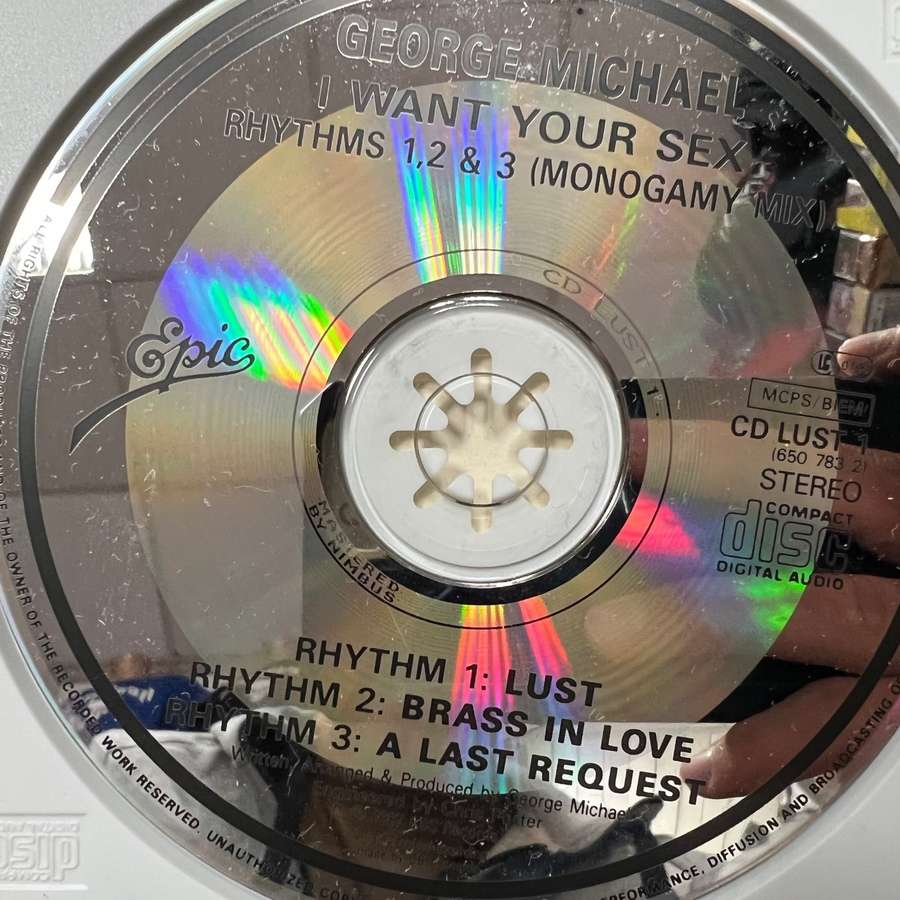 GEORGE MICHAEL
I WANT YOUR SEX
RHYTHMS 1,2 & 3 (MONOGAMY MIX)
Epic
CD LUST 1.
MCPS/BIEM
CD LUST 1
(650 783 2)
STEREO
COMPACT
disc
DIGITAL AUDIO
MASTERED
BY NIMBUS
RHYTHM 1: LUST
RHYTHM 2: BRASS IN LOVE
RHYTHM 3: A LAST REQUEST
Written, Arranged & Produced by George Michael
ALL RIGHTS OF THE AND OF THE OWNER OF THE RECORDED WORK RESERVED. UNAUTHORIZED PERFORMANCE, DIFFUSION AND BROADCASTING
disc